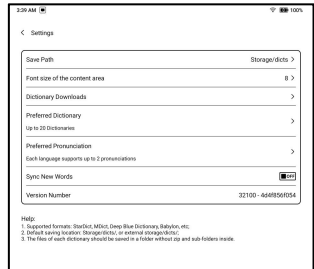 3:39 AM
100%
< Settings
Save Path Storage/dicts >
Font size of the content area 8 >
Dictionary Downloads >
Preferred Dictionary >
Up to 20 Dictionaries
Preferred Pronunciation >
Each language supports up to 2 pronunciations
Sync New Words OFF
Version Number 32100 - 4d4f856f054
Help:
1. Supported formats: StarDict, MDict, Deep Blue Dictionary, Babylon, etc;
2. Default saving location: Storage/dicts/, or external storage/dicts/;
3. The files of each dictionary should be saved in a folder without zip and sub-folders inside.